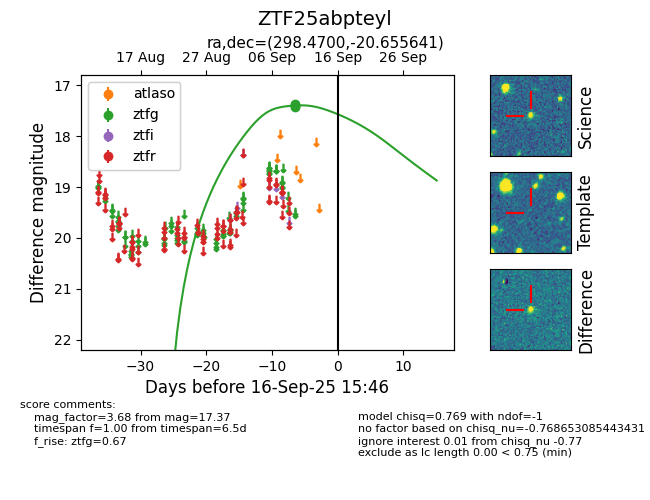 ZTF25abpteyl
ra,dec=(298.4700,-20.655641)
17 Aug 27 Aug 06 Sep 16 Sep 26 Sep
atlaso
ztfg
ztfi
ztfr
17
18
19
20
21
22
Difference magnitude
−30 −20 −10 0 10
Days before 16-Sep-25 15:46
Science
Template
Difference
score comments:
mag_factor=3.68 from mag=17.37
timespan f=1.00 from timespan=6.5d
f_rise: ztfg=0.67
model chisq=0.769 with ndof=-1
no factor based on chisq_nu=-0.768653085443431
ignore interest 0.01 from chisq_nu -0.77
exclude as lc length 0.00 < 0.75 (min)